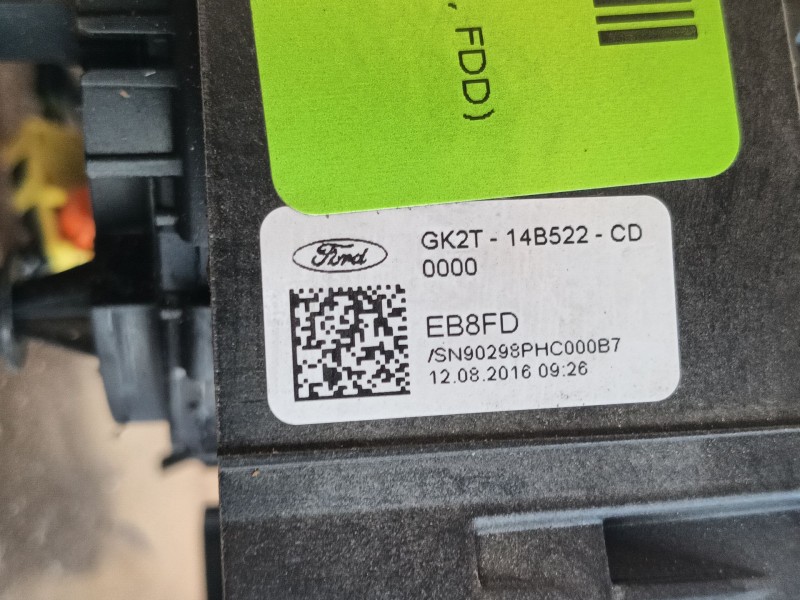 , FDD)
Ford
GK2T - 14B522 - CD
0000
EB8FD
/SN90298PHC000B7
12.08.2016 09:26